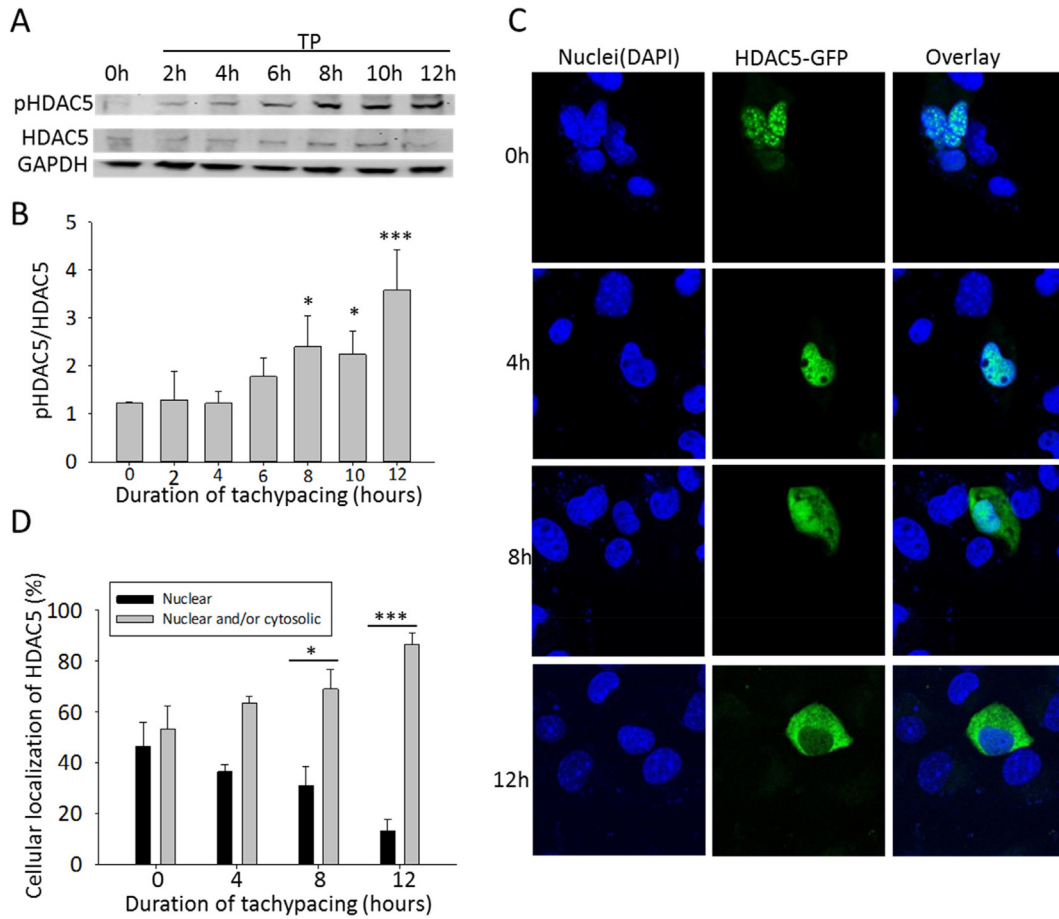 A
TP
0h 2h 4h 6h 8h 10h 12h
pHDAC5
HDAC5
GAPDH
B
pHDAC5/HDAC5
5
4
3
2
1
0
* * ***
0 2 4 6 8 10 12
Duration of tachypacing (hours)
D
Cellular localization of HDAC5 (%)
Nuclear
Nuclear and/or cytosolic
100
80
60
40
20
0
* ***
0 4 8 12
Duration of tachypacing (hours)
C
Nuclei(DAPI) HDAC5-GFP Overlay
0h
4h
8h
12h